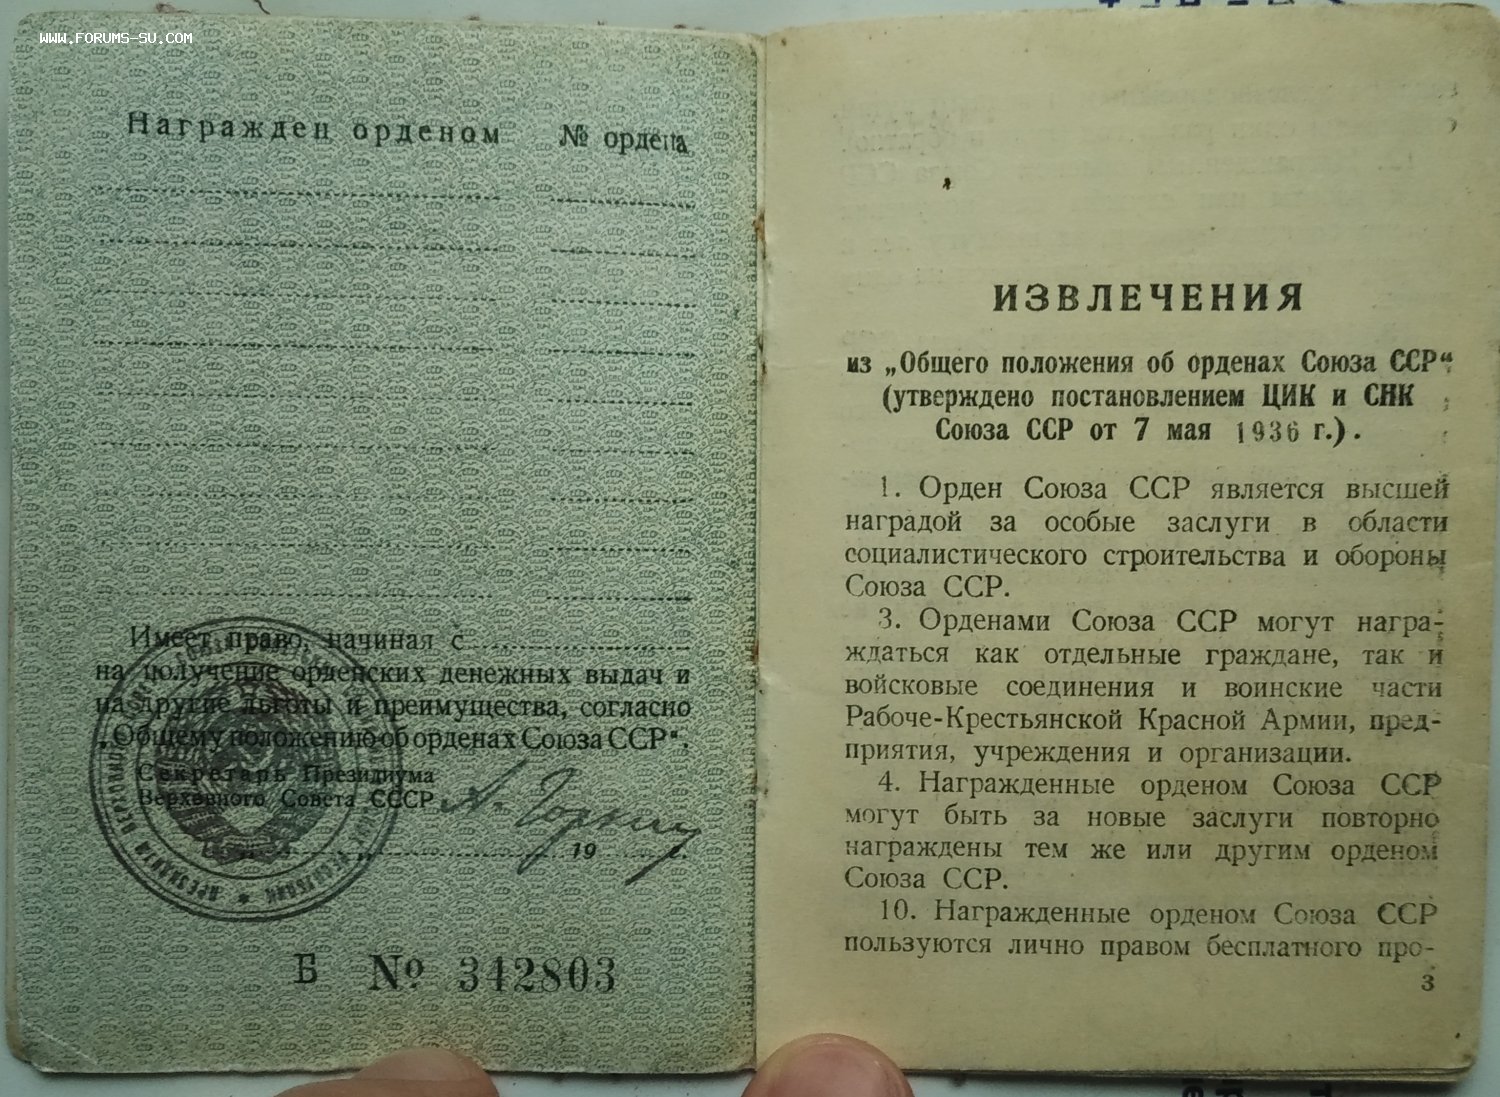 WWW.FORUMS-SU.COM
Награжден орденом № ордена
Имеет право, начиная с
на получение орденских денежных выдач и
на другие льготы и преимущества, согласно
„Общему положению об орденах Союза ССР“.
Секретарь Президиума
Верховного Совета СССР А. Горкин
19 г.
Б № 342803
ИЗВЛЕЧЕНИЯ
из „Общего положения об орденах Союза ССР“
(утверждено постановлением ЦИК и СНК
Союза ССР от 7 мая 1936 г.).
1. Орден Союза ССР является высшей
наградой за особые заслуги в области
социалистического строительства и обороны
Союза ССР.
3. Орденами Союза ССР могут награ-
ждаться как отдельные граждане, так и
войсковые соединения и воинские части
Рабоче-Крестьянской Красной Армии, пред-
приятия, учреждения и организации.
4. Награжденные орденом Союза ССР
могут быть за новые заслуги повторно
награждены тем же или другим орденом
Союза ССР.
10. Награжденные орденом Союза ССР
пользуются лично правом бесплатного про-
3